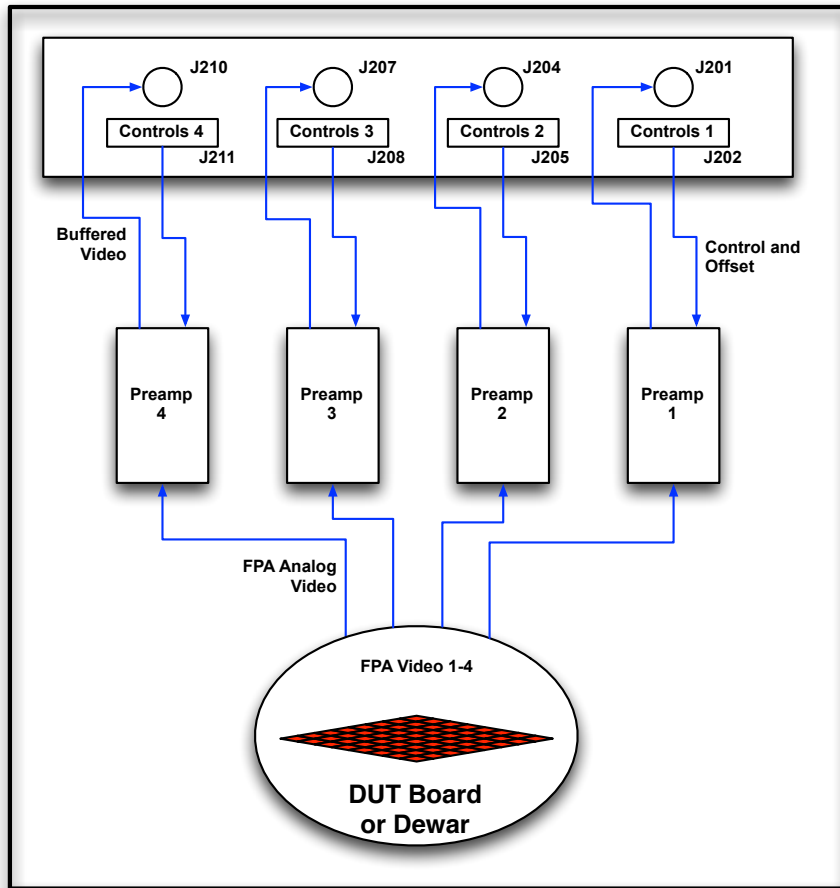 J210
J207
J204
J201
Controls 4
Controls 3
Controls 2
Controls 1
J211
J208
J205
J202
Buffered
Video
Control and
Offset
Preamp
4
Preamp
3
Preamp
2
Preamp
1
FPA Analog
Video
FPA Video 1-4
DUT Board
or Dewar